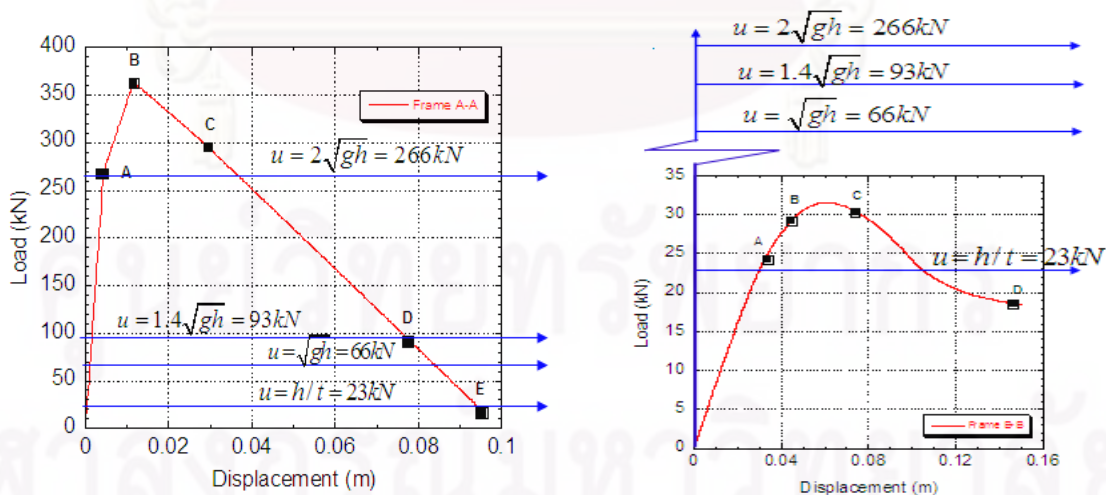 400
350
300
250
200
150
100
50
0
Load (kN)
0
0.02
0.04
0.06
0.08
0.1
Displacement (m)
A
B
C
D
E
Frame A-A
u = 2√gh = 266kN
u = 1.4√gh = 93kN
u = √gh = 66kN
u = h/t = 23kN
u = 2√gh = 266kN
u = 1.4√gh = 93kN
u = √gh = 66kN
35
30
25
20
15
10
5
0
Load (kN)
0
0.04
0.08
0.12
0.16
Displacement (m)
A
B
C
D
u = h/t = 23kN
Frame B-B